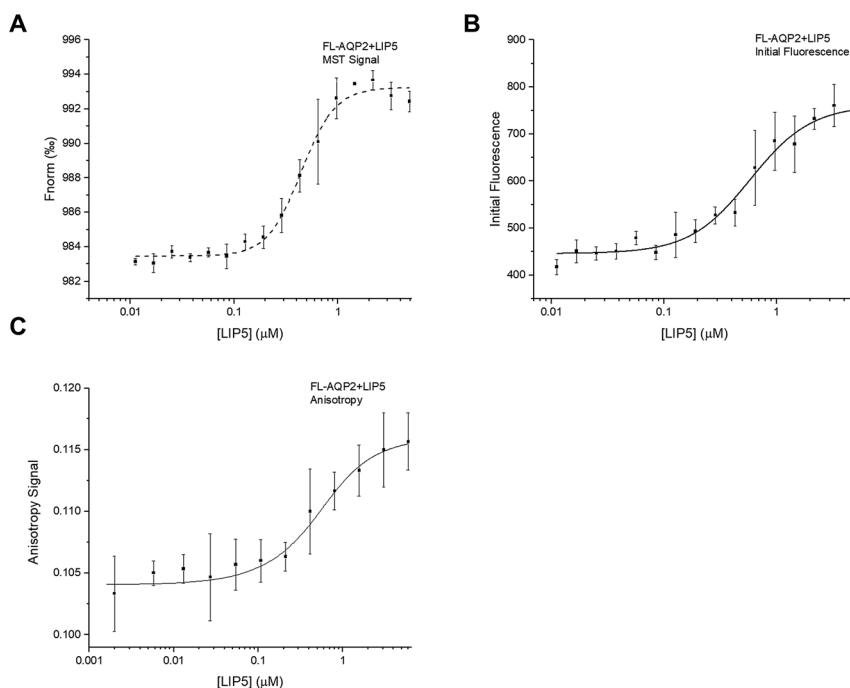 A
FL-AQP2+LIP5
MST Signal
996
994
992
990
988
986
984
982
Fnorm (‰)
0.01
0.1
1
[LIP5] (μM)
B
FL-AQP2+LIP5
Initial Fluorescence
900
800
700
600
500
400
Initial Fluorescence
0.01
0.1
1
[LIP5] (μM)
C
FL-AQP2+LIP5
Anisotropy
0.120
0.115
0.110
0.105
0.100
Anisotropy Signal
0.001
0.01
0.1
1
[LIP5] (μM)